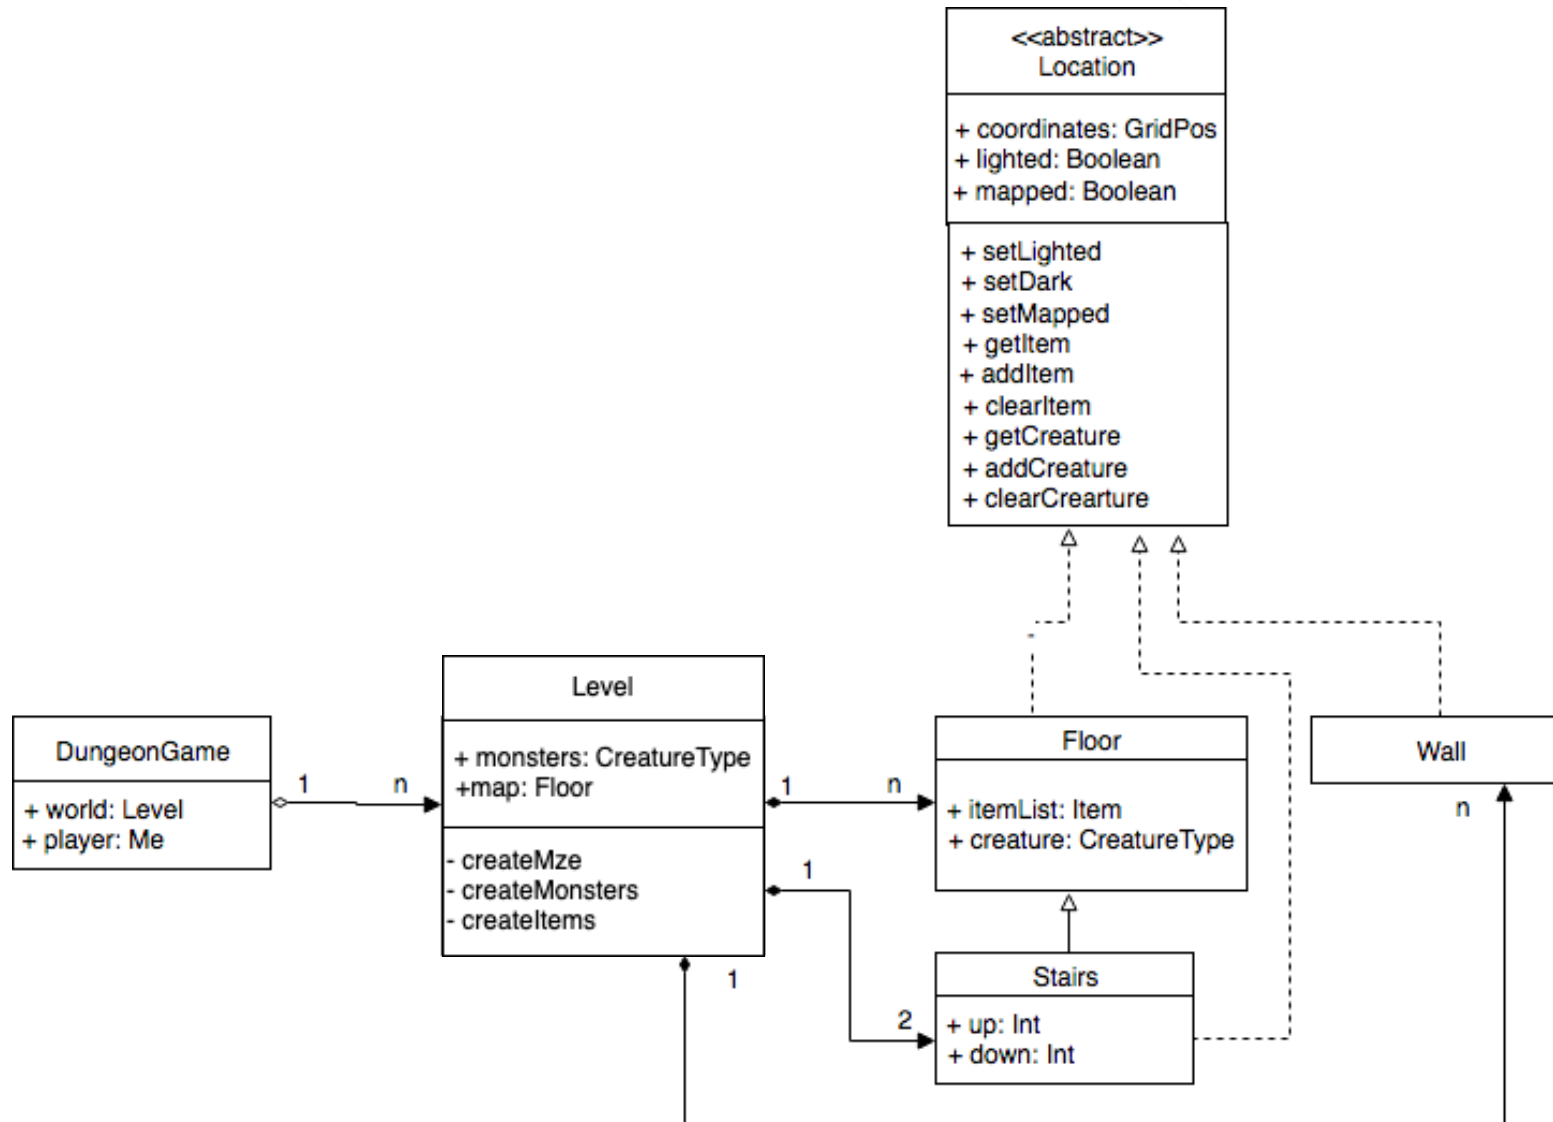 <<abstract>>
Location
+ coordinates: GridPos
+ lighted: Boolean
+ mapped: Boolean
+ setLighted
+ setDark
+ setMapped
+ getItem
+ addItem
+ clearItem
+ getCreature
+ addCreature
+ clearCrearture
DungeonGame
+ world: Level
+ player: Me
1
n
Level
+ monsters: CreatureType
+map: Floor
- createMze
- createMonsters
- createItems
1
n
1
2
1
Floor
+ itemList: Item
+ creature: CreatureType
Stairs
+ up: Int
+ down: Int
Wall
n